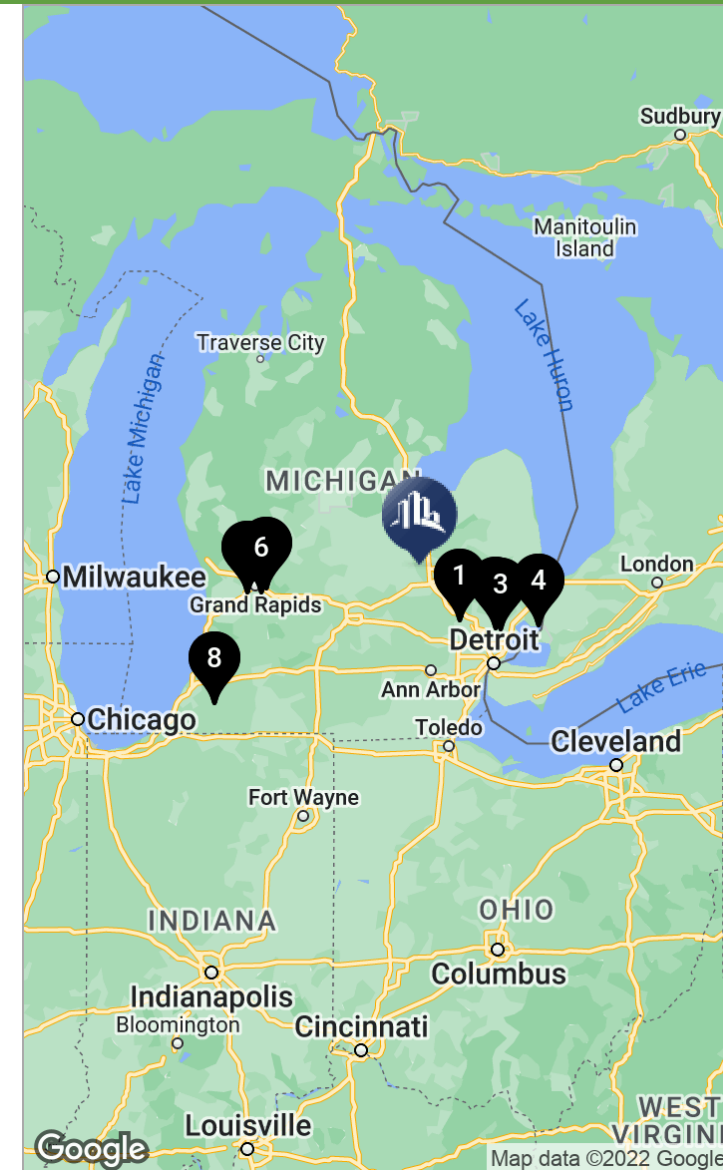 Sudbury
Manitoulin
Island
Lake Huron
Traverse City
Lake Michigan
MICHIGAN
6
1
3
4
London
Milwaukee
Grand Rapids
Detroit
8
Ann Arbor
Lake Erie
Chicago
Toledo
Cleveland
Fort Wayne
OHIO
INDIANA
Columbus
Indianapolis
Bloomington
Cincinnati
WEST
VIRGINI
Louisville
Google
Map data ©2022 Google